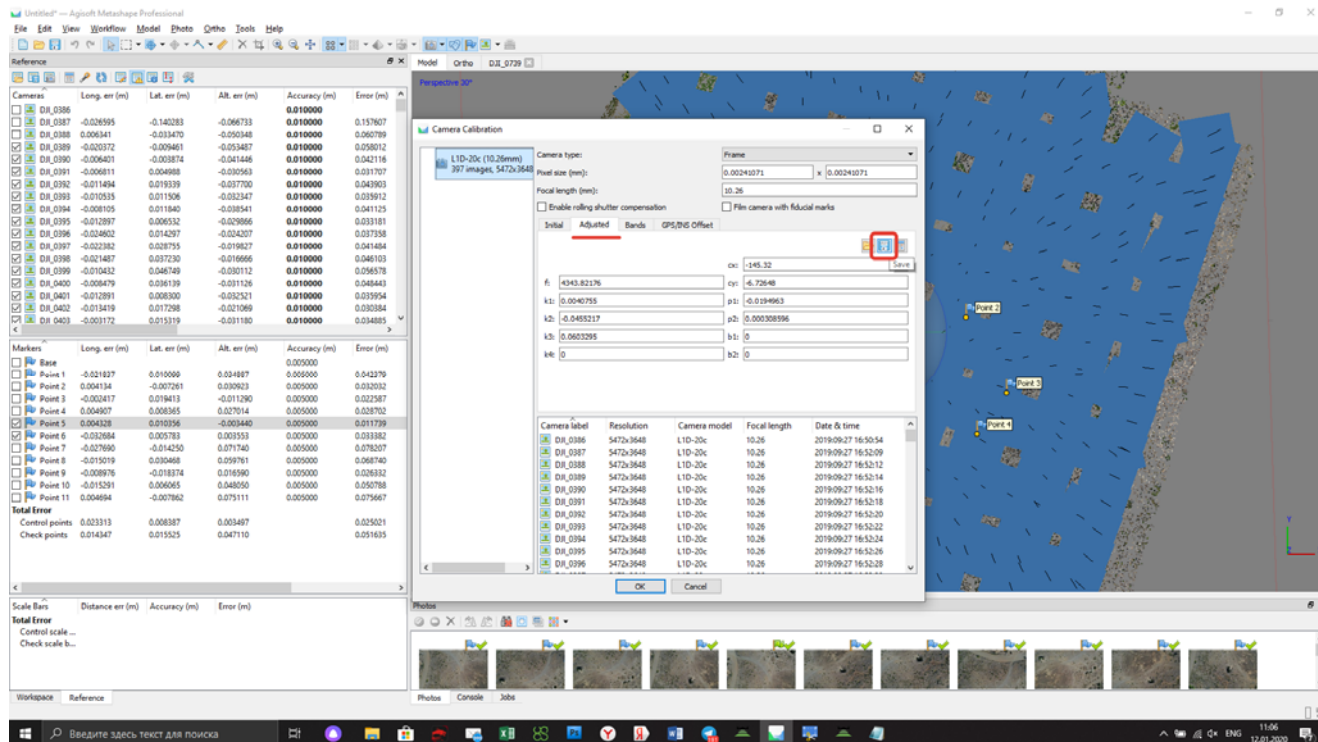 Untitled* — Agisoft Metashape Professional
File Edit View Workflow Model Photo Ortho Tools Help
Reference
Model Ortho DJI_0739
Perspective 30°
Cameras Long. err (m) Lat. err (m) Alt. err (m) Accuracy (m) Error (m)
DJI_0386 0.010000
DJI_0387 -0.026595 -0.140283 -0.066733 0.010000 0.157607
DJI_0388 0.006341 -0.033470 -0.050348 0.010000 0.060789
DJI_0389 -0.020372 -0.009461 -0.053487 0.010000 0.058012
DJI_0390 -0.006401 -0.003874 -0.041446 0.010000 0.042116
DJI_0391 -0.006811 0.004988 -0.030563 0.010000 0.031707
DJI_0392 -0.011494 0.019339 -0.037700 0.010000 0.043903
DJI_0393 -0.010535 0.011506 -0.032347 0.010000 0.035912
DJI_0394 -0.008105 0.011840 -0.038541 0.010000 0.041125
DJI_0395 -0.012897 0.006532 -0.029866 0.010000 0.033181
DJI_0396 -0.024602 0.014297 -0.024207 0.010000 0.037358
DJI_0397 -0.022382 0.028755 -0.019827 0.010000 0.041484
DJI_0398 -0.021487 0.037230 -0.016666 0.010000 0.046103
DJI_0399 -0.010432 0.046749 -0.030112 0.010000 0.056578
DJI_0400 -0.008479 0.036139 -0.031126 0.010000 0.048443
DJI_0401 -0.012891 0.008300 -0.032521 0.010000 0.035954
DJI_0402 -0.013419 0.017298 -0.021069 0.010000 0.030384
DJI_0403 -0.003172 0.015319 -0.031180 0.010000 0.034885
Markers Long. err (m) Lat. err (m) Alt. err (m) Accuracy (m) Error (m)
Base 0.005000
Point 1 -0.021837 0.010000 0.034887 0.005000 0.042379
Point 2 0.004134 -0.007261 0.030923 0.005000 0.032032
Point 3 -0.002417 0.019413 -0.011290 0.005000 0.022587
Point 4 0.004907 0.008365 0.027014 0.005000 0.028702
Point 5 0.004328 0.010356 -0.003440 0.005000 0.011739
Point 6 -0.032684 0.005783 0.003553 0.005000 0.033382
Point 7 -0.027690 -0.014250 0.071740 0.005000 0.078207
Point 8 -0.015019 0.030468 0.059761 0.005000 0.068740
Point 9 -0.008976 -0.018374 0.016590 0.005000 0.026332
Point 10 -0.015291 0.006065 0.048050 0.005000 0.050788
Point 11 0.004694 -0.007862 0.075111 0.005000 0.075667
Total Error
Control points 0.023313 0.008387 0.003497 0.025021
Check points 0.014347 0.015525 0.047110 0.051635
Scale Bars Distance err (m) Accuracy (m) Error (m)
Total Error
Control scale ...
Check scale b...
Workspace Reference
Camera Calibration
L1D-20c (10.26mm)
397 images, 5472x3648
Camera type: Frame
Pixel size (mm): 0.00241071 x 0.00241071
Focal length (mm): 10.26
Enable rolling shutter compensation Film camera with fiducial marks
Initial Adjusted Bands GPS/INS Offset
Save
cx: -145.32
f: 4343.82176 cy: -6.72648
k1: 0.0040755 p1: -0.0194963
k2: -0.0455217 p2: 0.000308596
k3: 0.0603295 b1: 0
k4: 0 b2: 0
Camera label Resolution Camera model Focal length Date & time
DJI_0386 5472x3648 L1D-20c 10.26 2019:09:27 16:50:54
DJI_0387 5472x3648 L1D-20c 10.26 2019:09:27 16:52:09
DJI_0388 5472x3648 L1D-20c 10.26 2019:09:27 16:52:12
DJI_0389 5472x3648 L1D-20c 10.26 2019:09:27 16:52:14
DJI_0390 5472x3648 L1D-20c 10.26 2019:09:27 16:52:16
DJI_0391 5472x3648 L1D-20c 10.26 2019:09:27 16:52:18
DJI_0392 5472x3648 L1D-20c 10.26 2019:09:27 16:52:20
DJI_0393 5472x3648 L1D-20c 10.26 2019:09:27 16:52:22
DJI_0394 5472x3648 L1D-20c 10.26 2019:09:27 16:52:24
DJI_0395 5472x3648 L1D-20c 10.26 2019:09:27 16:52:26
DJI_0396 5472x3648 L1D-20c 10.26 2019:09:27 16:52:28
OK Cancel
Point 2
Point 3
Point 4
Y
Z
Photos
Photos Console Jobs
Введите здесь текст для поиска
ENG
11:06
12.01.2020